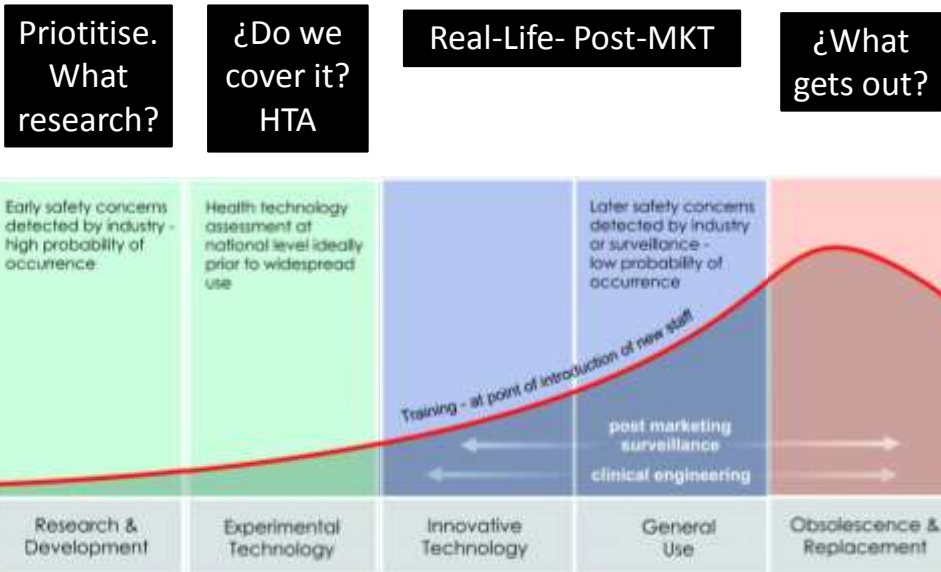 Priotitise.
What
research?
¿Do we
cover it?
HTA
Real-Life- Post-MKT
¿What
gets out?
Early safety concerns
detected by industry -
high probability of
occurrence
Health technology
assessment at
national level ideally
prior to widespread
use
Later safety concerns
detected by industry
or surveillance -
low probability of
occurrence
Training - at point of introduction of new staff
post marketing
surveillance
clinical engineering
Research &
Development
Experimental
Technology
Innovative
Technology
General
Use
Obsolescence &
Replacement